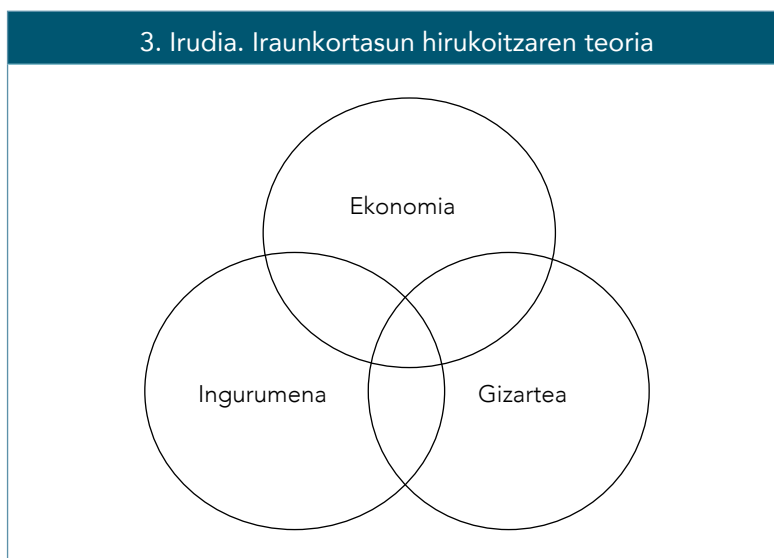 3. Irudia. Iraunkortasun hirukoitzaren teoria
Ekonomia
Ingurumena
Gizartea